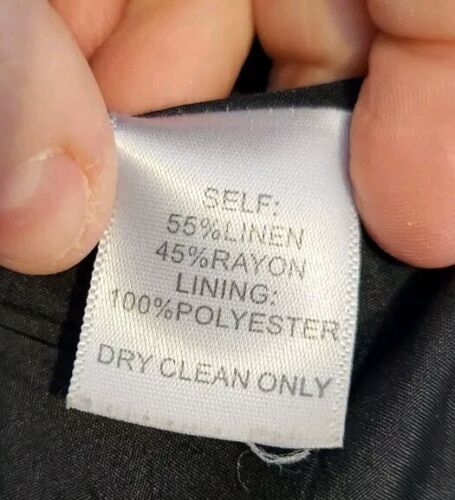 SELF:
55%LINEN
45%RAYON
LINING:
100%POLYESTER
DRY CLEAN ONLY